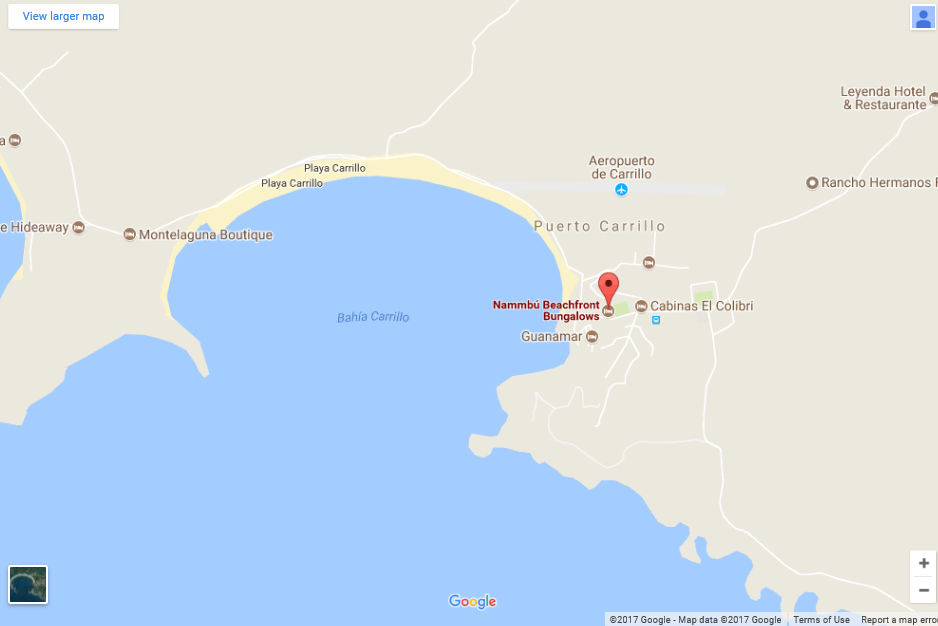 View larger map
Leyenda Hotel
& Restaurante
a
Playa Carrillo
Aeropuerto
de Carrillo
Playa Carrillo
Rancho Hermanos R
Puerto Carrillo
e Hideaway
Montelaguna Boutique
Nammbú Beachfront
Bungalows
Cabinas El Colibri
Bahía Carrillo
Guanamar
Google
©2017 Google - Map data ©2017 Google
Terms of Use
Report a map error